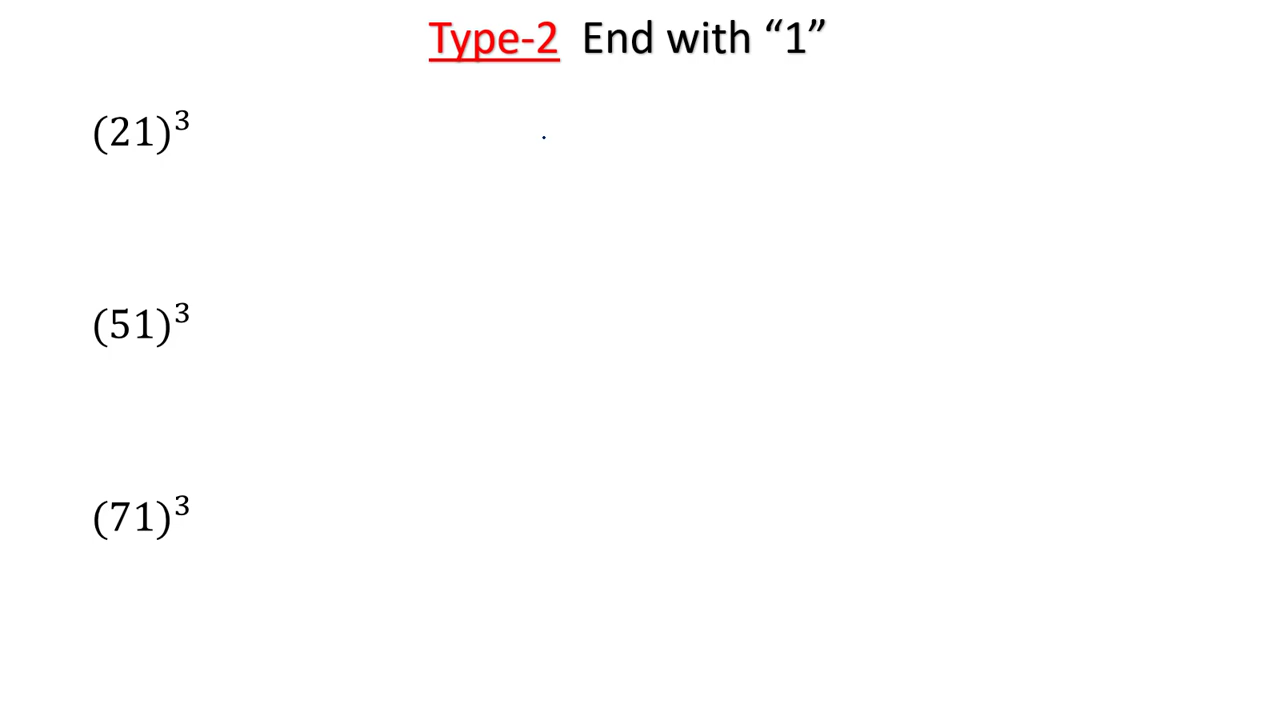 Type-2 End with “1”
(21)³
(51)³
(71)³